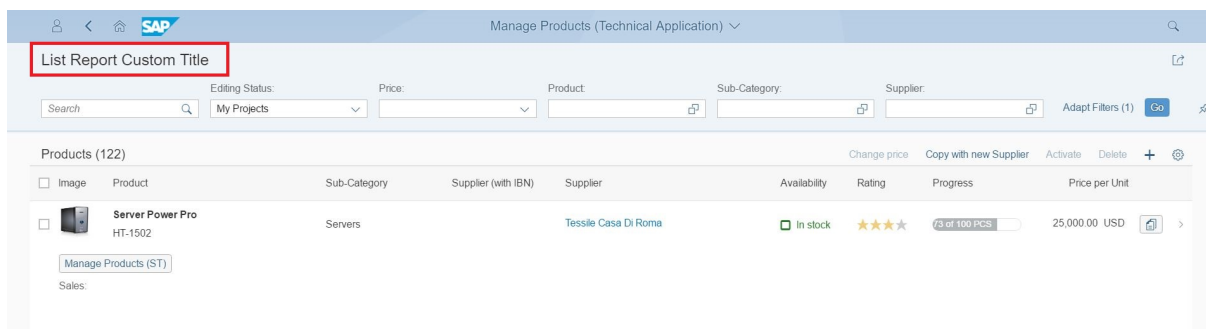 SAP
Manage Products (Technical Application)
List Report Custom Title
Editing Status: Price: Product: Sub-Category: Supplier:
Search My Projects Adapt Filters (1) Go
Products (122) Change price Copy with new Supplier Activate Delete
Image Product Sub-Category Supplier (with IBN) Supplier Availability Rating Progress Price per Unit
Server Power Pro
HT-1502 Servers Tessile Casa Di Roma In stock 73 of 100 PCS 25,000.00 USD
Manage Products (ST)
Sales: